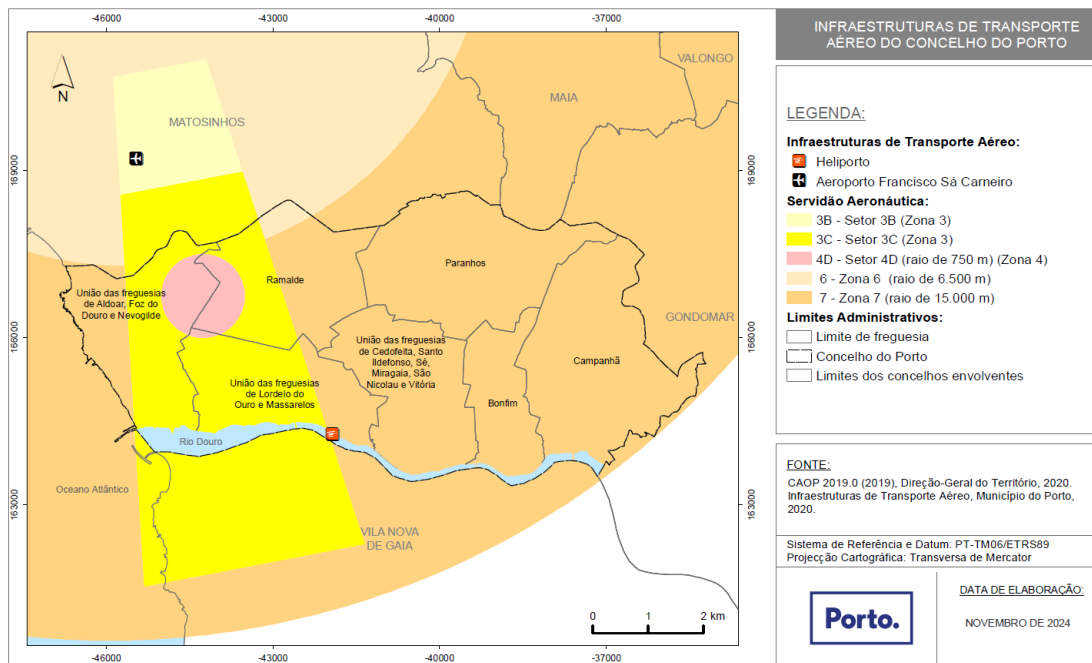 -46000
-43000
-40000
-37000
169000
166000
163000
169000
166000
163000
N
MATOSINHOS
MAIA
VALONGO
GONDOMAR
Ramalde
Paranhos
União das freguesias
de Aldoar, Foz do
Douro e Nevogilde
União das freguesias
de Cedofeita, Santo
Ildefonso, Sé,
Miragaia, São
Nicolau e Vitória
Campanhã
União das freguesias
de Lordelo do
Ouro e Massarelos
Bonfim
Rio Douro
Oceano Atlântico
VILA NOVA
DE GAIA
0 1 2 km
-46000
-43000
-40000
-37000
INFRAESTRUTURAS DE TRANSPORTE
AÉREO DO CONCELHO DO PORTO
LEGENDA:
Infraestruturas de Transporte Aéreo:
Heliporto
Aeroporto Francisco Sá Carneiro
Servidão Aeronáutica:
3B - Setor 3B (Zona 3)
3C - Setor 3C (Zona 3)
4D - Setor 4D (raio de 750 m) (Zona 4)
6 - Zona 6 (raio de 6.500 m)
7 - Zona 7 (raio de 15.000 m)
Limites Administrativos:
Limite de freguesia
Concelho do Porto
Limites dos concelhos envolventes
FONTE:
CAOP 2019.0 (2019), Direção-Geral do Território, 2020.
Infraestruturas de Transporte Aéreo, Município do Porto,
2020.
Sistema de Referência e Datum: PT-TM06/ETRS89
Projecção Cartográfica: Transversa de Mercator
Porto.
DATA DE ELABORAÇÃO:
NOVEMBRO DE 2024